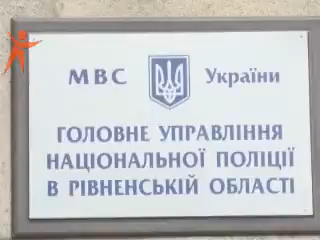 МВС України
ГОЛОВНЕ УПРАВЛІННЯ
НАЦІОНАЛЬНОЇ ПОЛІЦІЇ
В РІВНЕНСЬКІЙ ОБЛАСТІ